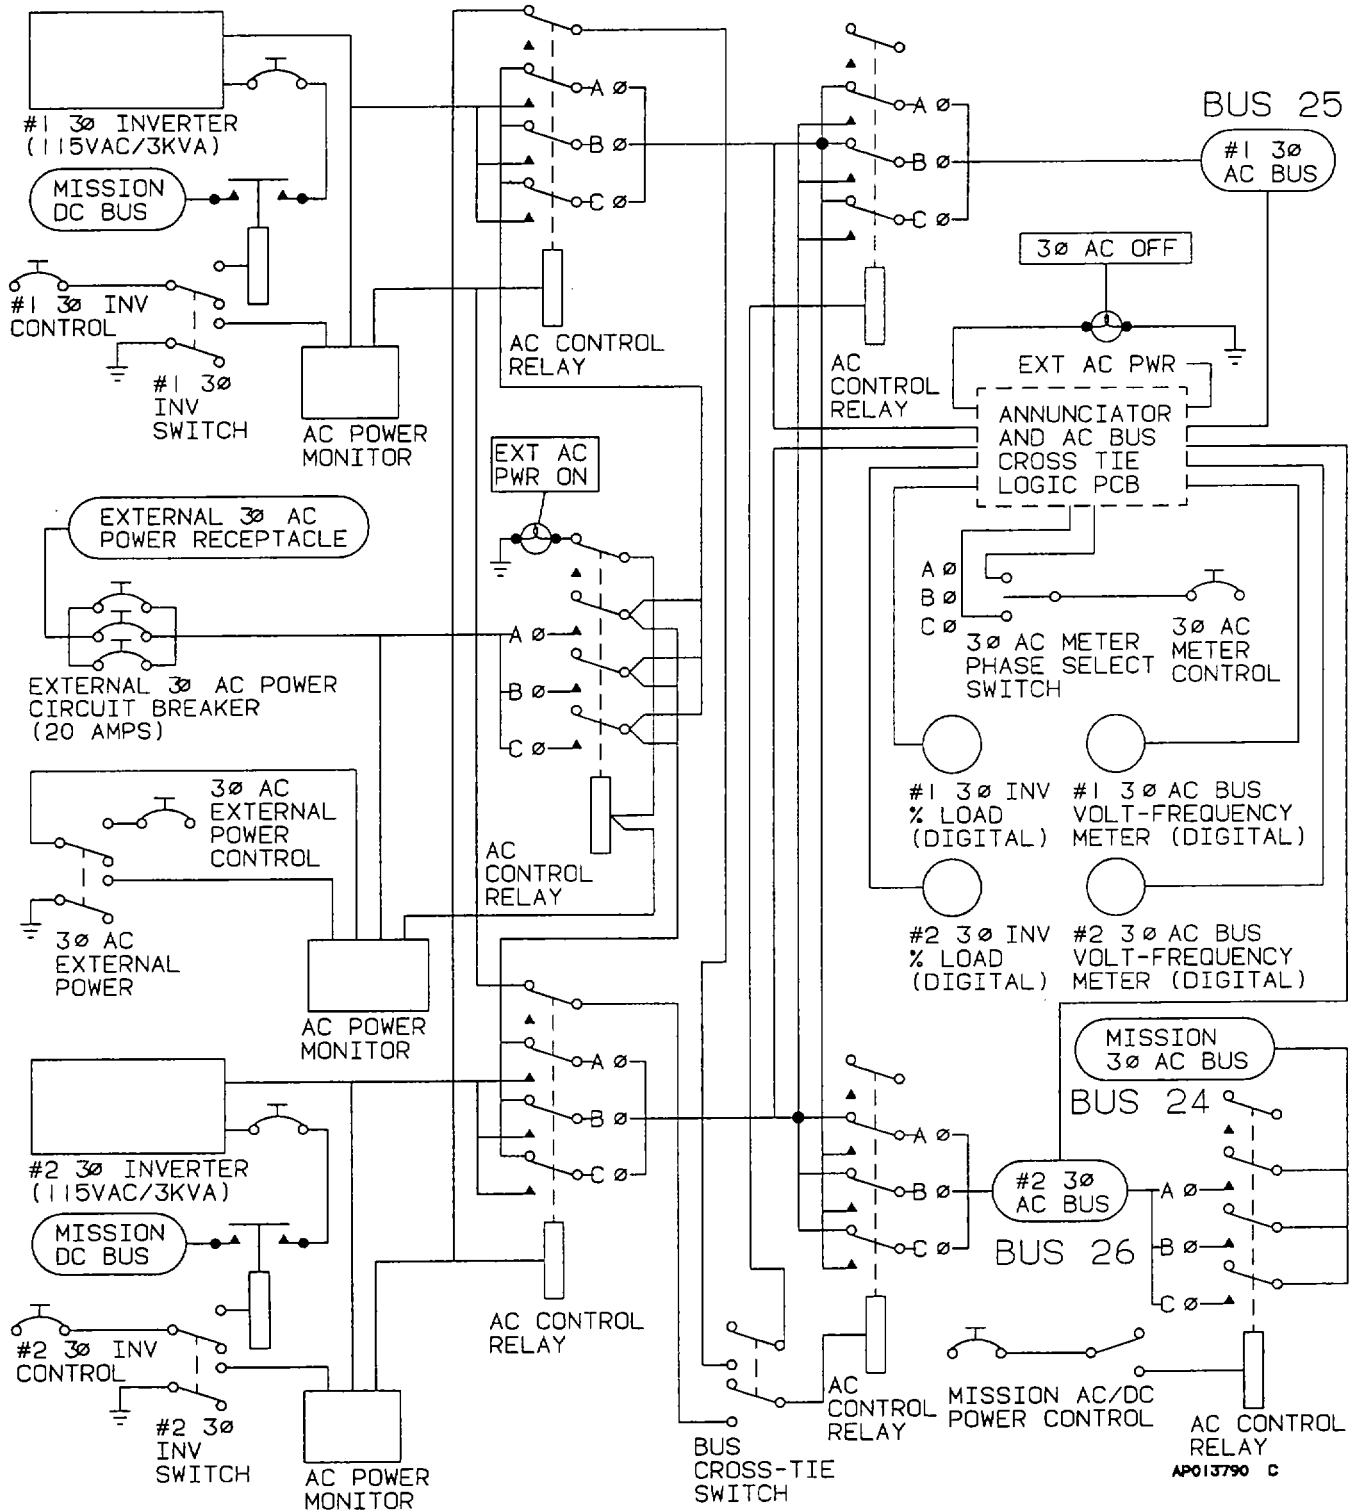 #1 3Ø INVERTER
(115VAC/3KVA)
MISSION
DC BUS
#1 3Ø INV
CONTROL
#1 3Ø
INV
SWITCH
AC POWER
MONITOR
AC CONTROL
RELAY
A Ø
B Ø
C Ø
A Ø
B Ø
C Ø
AC
CONTROL
RELAY
BUS 25
#1 3Ø
AC BUS
3Ø AC OFF
EXT AC PWR
ANNUNCIATOR
AND AC BUS
CROSS TIE
LOGIC PCB
EXT AC
PWR ON
EXTERNAL 3Ø AC
POWER RECEPTACLE
EXTERNAL 3Ø AC POWER
CIRCUIT BREAKER
(20 AMPS)
A Ø
B Ø
C Ø
A Ø
B Ø
C Ø
3Ø AC METER
PHASE SELECT
SWITCH
3Ø AC
METER
CONTROL
3Ø AC
EXTERNAL
POWER
CONTROL
AC
CONTROL
RELAY
#1 3Ø INV
% LOAD
(DIGITAL)
#1 3Ø AC BUS
VOLT-FREQUENCY
METER (DIGITAL)
#2 3Ø INV
% LOAD
(DIGITAL)
#2 3Ø AC BUS
VOLT-FREQUENCY
METER (DIGITAL)
3Ø AC
EXTERNAL
POWER
AC POWER
MONITOR
#2 3Ø INVERTER
(115VAC/3KVA)
MISSION
DC BUS
#2 3Ø INV
CONTROL
#2 3Ø
INV
SWITCH
AC POWER
MONITOR
A Ø
B Ø
C Ø
AC CONTROL
RELAY
BUS
CROSS-TIE
SWITCH
A Ø
B Ø
C Ø
AC
CONTROL
RELAY
MISSION
3Ø AC BUS
BUS 24
#2 3Ø
AC BUS
BUS 26
A Ø
B Ø
C Ø
MISSION AC/DC
POWER CONTROL
AC CONTROL
RELAY
AP013790 C